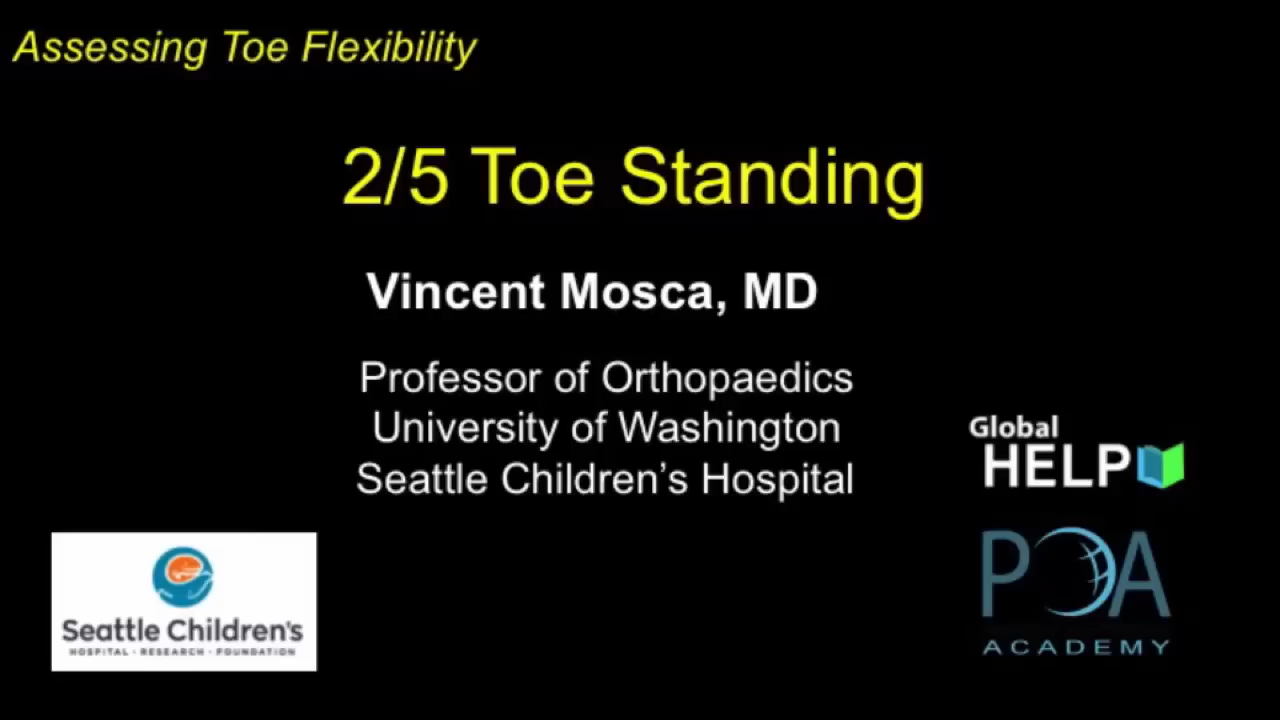 Assessing Toe Flexibility
2/5 Toe Standing
Vincent Mosca, MD
Professor of Orthopaedics
University of Washington
Seattle Children's Hospital
Global
HELP
Seattle Children's
HOSPITAL · RESEARCH · FOUNDATION
POA
ACADEMY